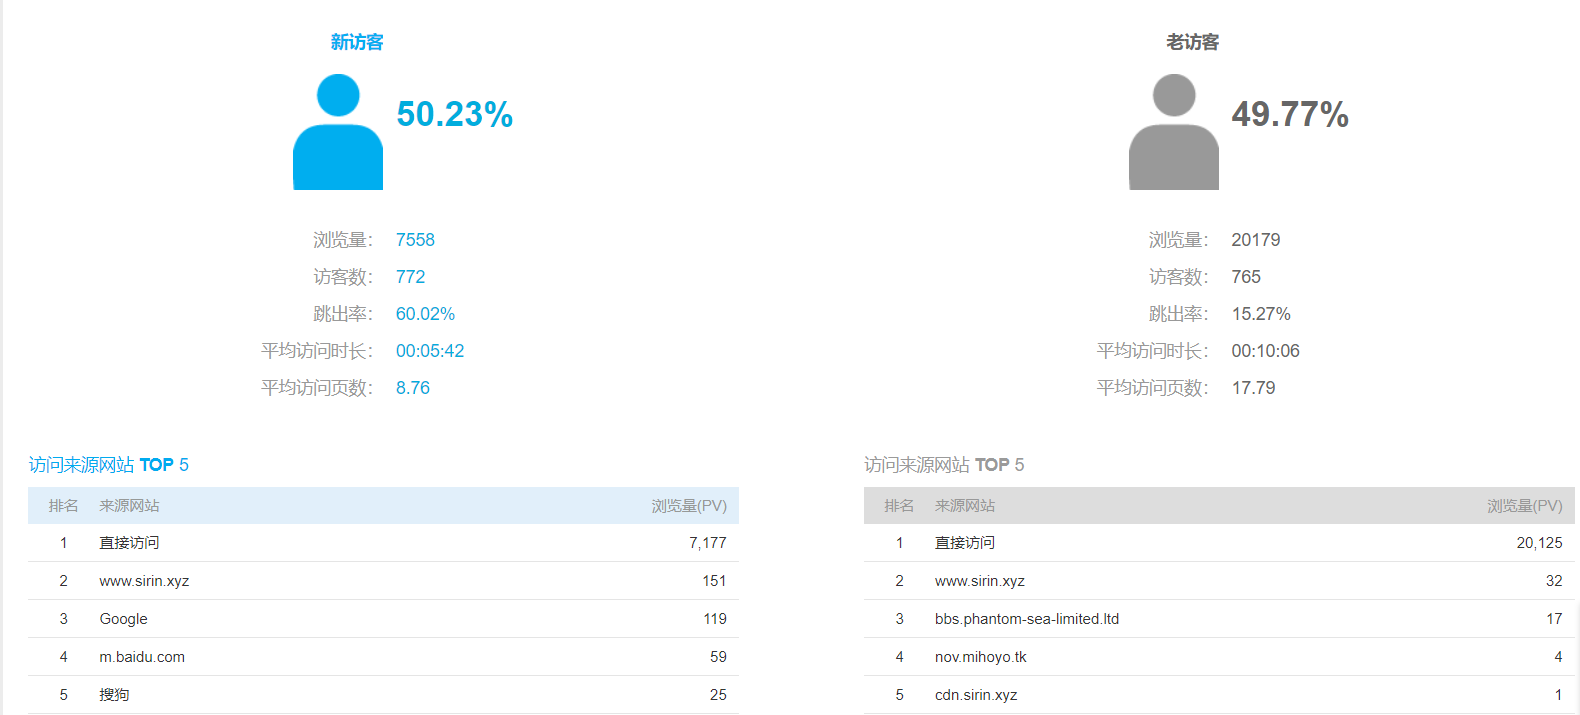 新访客
50.23%
浏览量： 7558
访客数： 772
跳出率： 60.02%
平均访问时长： 00:05:42
平均访问页数： 8.76
访问来源网站 TOP 5
排名 来源网站 浏览量(PV)
1 直接访问 7,177
2 www.sirin.xyz 151
3 Google 119
4 m.baidu.com 59
5 搜狗 25
老访客
49.77%
浏览量： 20179
访客数： 765
跳出率： 15.27%
平均访问时长： 00:10:06
平均访问页数： 17.79
访问来源网站 TOP 5
排名 来源网站 浏览量(PV)
1 直接访问 20,125
2 www.sirin.xyz 32
3 bbs.phantom-sea-limited.ltd 17
4 nov.mihoyo.tk 4
5 cdn.sirin.xyz 1